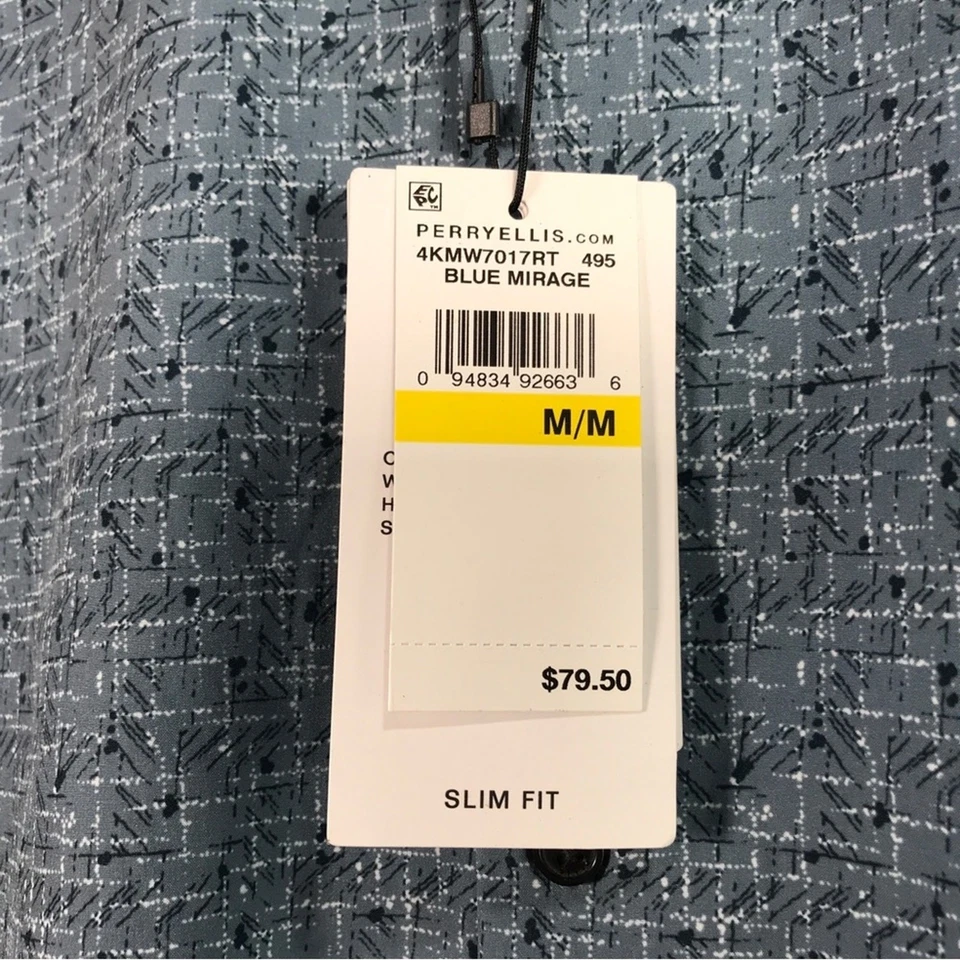 PERRYELLIS.COM
4KMW7017RT 495
BLUE MIRAGE
0 94834 92663 6
M/M
$79.50
SLIM FIT